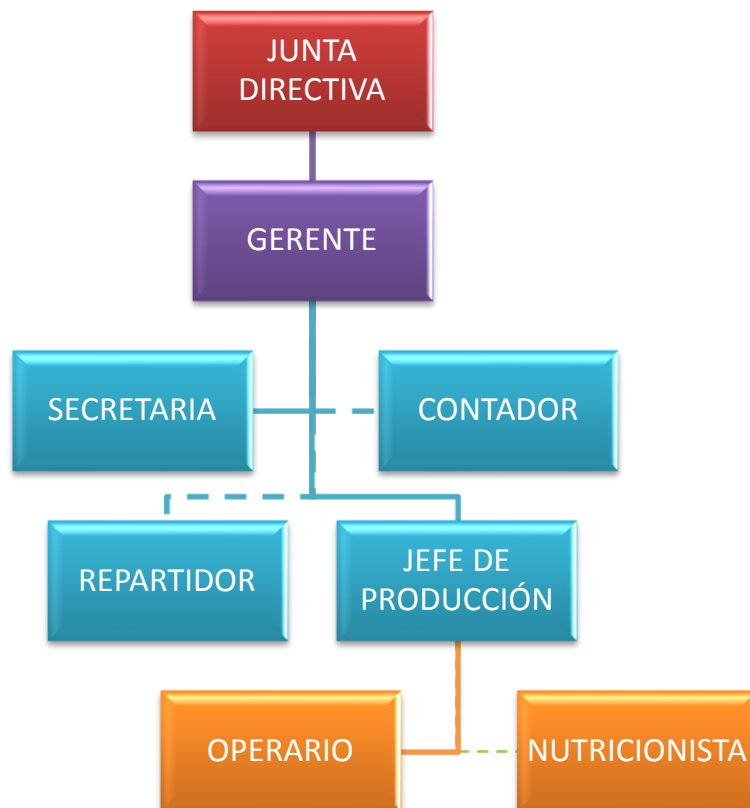 JUNTA
DIRECTIVA
GERENTE
SECRETARIA
CONTADOR
REPARTIDOR
JEFE DE
PRODUCCIÓN
OPERARIO
NUTRICIONISTA